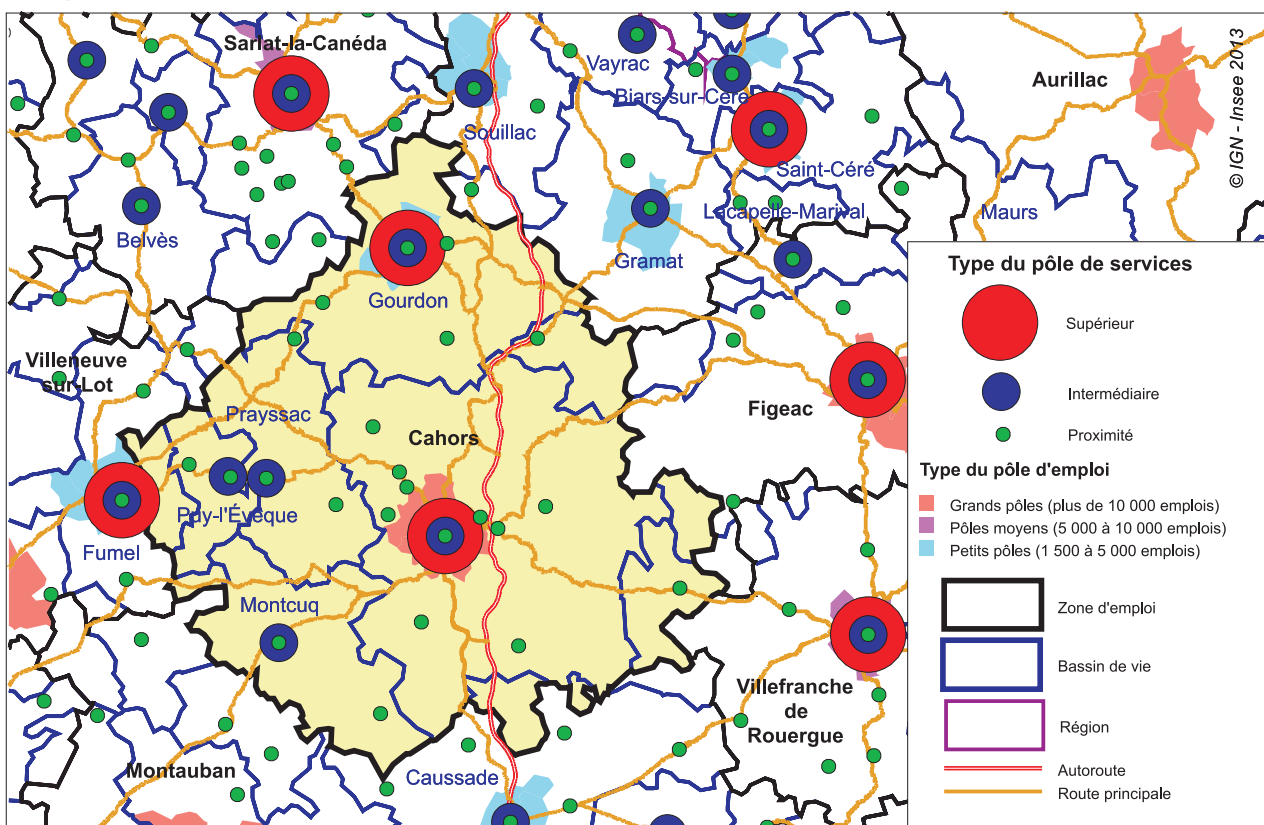 Sarlat-la-Canéda
Vayrac
Aurillac
© IGN - Insee 2013
Biars-sur-Cère
Souillac
Saint-Céré
Lacapelle-Marival
Maurs
Belvès
Gramat
Gourdon
Villeneuve
sur-Lot
Prayssac
Cahors
Figeac
Puy-l'Évêque
Fumel
Montcuq
Villefranche
de
Rouergue
Montauban
Caussade
Type du pôle de services
Supérieur
Intermédiaire
Proximité
Type du pôle d'emploi
Grands pôles (plus de 10 000 emplois)
Pôles moyens (5 000 à 10 000 emplois)
Petits pôles (1 500 à 5 000 emplois)
Zone d'emploi
Bassin de vie
Région
Autoroute
Route principale